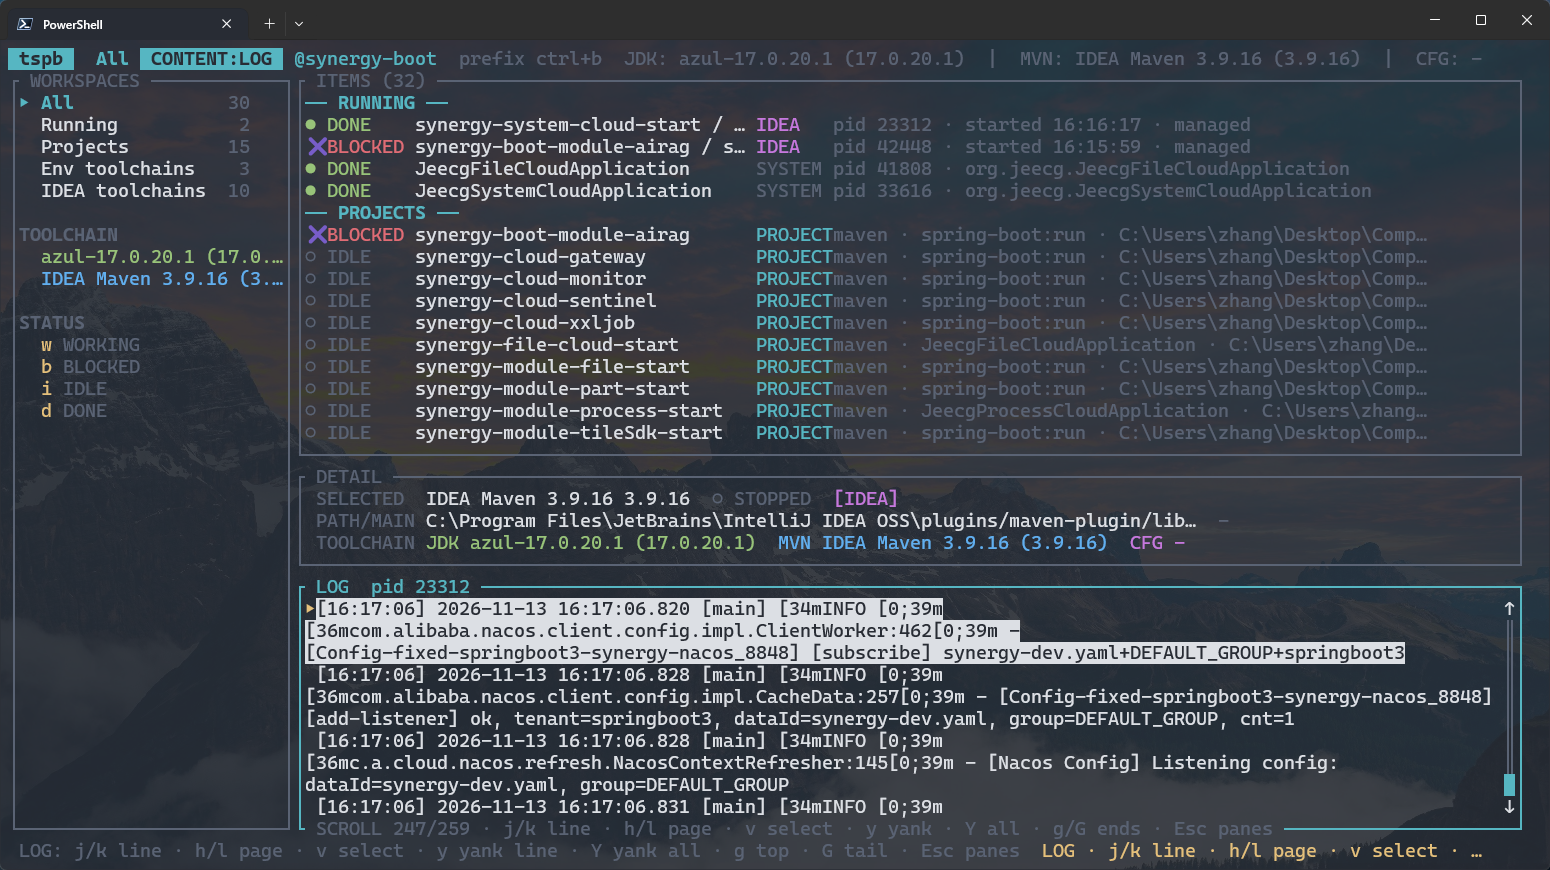 PowerShell
tspb All CONTENT:LOG @synergy-boot prefix ctrl+b JDK: azul-17.0.20.1 (17.0.20.1) | MVN: IDEA Maven 3.9.16 (3.9.16) | CFG: -
WORKSPACES
All 30
Running 2
Projects 15
Env toolchains 3
IDEA toolchains 10
TOOLCHAIN
azul-17.0.20.1 (17.0.…
IDEA Maven 3.9.16 (3.…
STATUS
w WORKING
b BLOCKED
i IDLE
d DONE
ITEMS (32)
RUNNING
DONE synergy-system-cloud-start / … IDEA pid 23312 · started 16:16:17 · managed
BLOCKED synergy-boot-module-airag / s… IDEA pid 42448 · started 16:15:59 · managed
DONE JeecgFileCloudApplication SYSTEM pid 41808 · org.jeecg.JeecgFileCloudApplication
DONE JeecgSystemCloudApplication SYSTEM pid 33616 · org.jeecg.JeecgSystemCloudApplication
PROJECTS
BLOCKED synergy-boot-module-airag PROJECTmaven · spring-boot:run · C:\Users\zhang\Desktop\Comp…
IDLE synergy-cloud-gateway PROJECTmaven · spring-boot:run · C:\Users\zhang\Desktop\Comp…
IDLE synergy-cloud-monitor PROJECTmaven · spring-boot:run · C:\Users\zhang\Desktop\Comp…
IDLE synergy-cloud-sentinel PROJECTmaven · spring-boot:run · C:\Users\zhang\Desktop\Comp…
IDLE synergy-cloud-xxljob PROJECTmaven · spring-boot:run · C:\Users\zhang\Desktop\Comp…
IDLE synergy-file-cloud-start PROJECTmaven · JeecgFileCloudApplication · C:\Users\zhang\De…
IDLE synergy-module-file-start PROJECTmaven · spring-boot:run · C:\Users\zhang\Desktop\Comp…
IDLE synergy-module-part-start PROJECTmaven · spring-boot:run · C:\Users\zhang\Desktop\Comp…
IDLE synergy-module-process-start PROJECTmaven · JeecgProcessCloudApplication · C:\Users\zhang…
IDLE synergy-module-tileSdk-start PROJECTmaven · spring-boot:run · C:\Users\zhang\Desktop\Comp…
DETAIL
SELECTED IDEA Maven 3.9.16 3.9.16 ○ STOPPED [IDEA]
PATH/MAIN C:\Program Files\JetBrains\IntelliJ IDEA OSS\plugins/maven-plugin/lib… -
TOOLCHAIN JDK azul-17.0.20.1 (17.0.20.1) MVN IDEA Maven 3.9.16 (3.9.16) CFG -
LOG pid 23312
[16:17:06] 2026-11-13 16:17:06.820 [main] [34mINFO [0;39m
[36mcom.alibaba.nacos.client.config.impl.ClientWorker:462[0;39m -
[Config-fixed-springboot3-synergy-nacos_8848] [subscribe] synergy-dev.yaml+DEFAULT_GROUP+springboot3
[16:17:06] 2026-11-13 16:17:06.828 [main] [34mINFO [0;39m
[36mcom.alibaba.nacos.client.config.impl.CacheData:257[0;39m - [Config-fixed-springboot3-synergy-nacos_8848]
[add-listener] ok, tenant=springboot3, dataId=synergy-dev.yaml, group=DEFAULT_GROUP, cnt=1
[16:17:06] 2026-11-13 16:17:06.828 [main] [34mINFO [0;39m
[36mc.a.cloud.nacos.refresh.NacosContextRefresher:145[0;39m - [Nacos Config] Listening config:
dataId=synergy-dev.yaml, group=DEFAULT_GROUP
[16:17:06] 2026-11-13 16:17:06.831 [main] [34mINFO [0;39m
SCROLL 247/259 · j/k line · h/l page · v select · y yank · Y all · g/G ends · Esc panes
LOG: j/k line · h/l page · v select · y yank line · Y yank all · g top · G tail · Esc panes LOG · j/k line · h/l page · v select · …